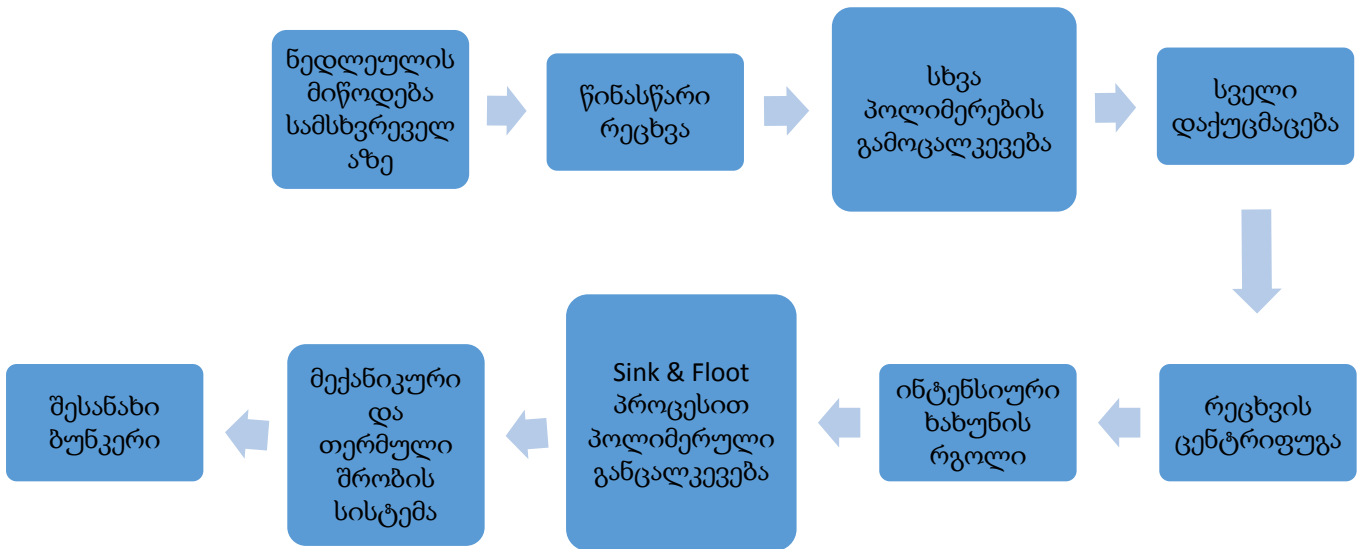 ნედლეულის
მიწოდება
სამსხვრეველ
აზე
წინასწარი
რეცხვა
სხვა
პოლიმერების
გამოცალკევება
სველი
დაქუცმაცება
რეცხვის
ცენტრიფუგა
ინტენსიური
ხახუნის
რგოლი
Sink & Floot
პროცესით
პოლიმერული
განცალკევება
მექანიკური
და
თერმული
შრობის
სისტემა
შესანახი
ბუნკერი